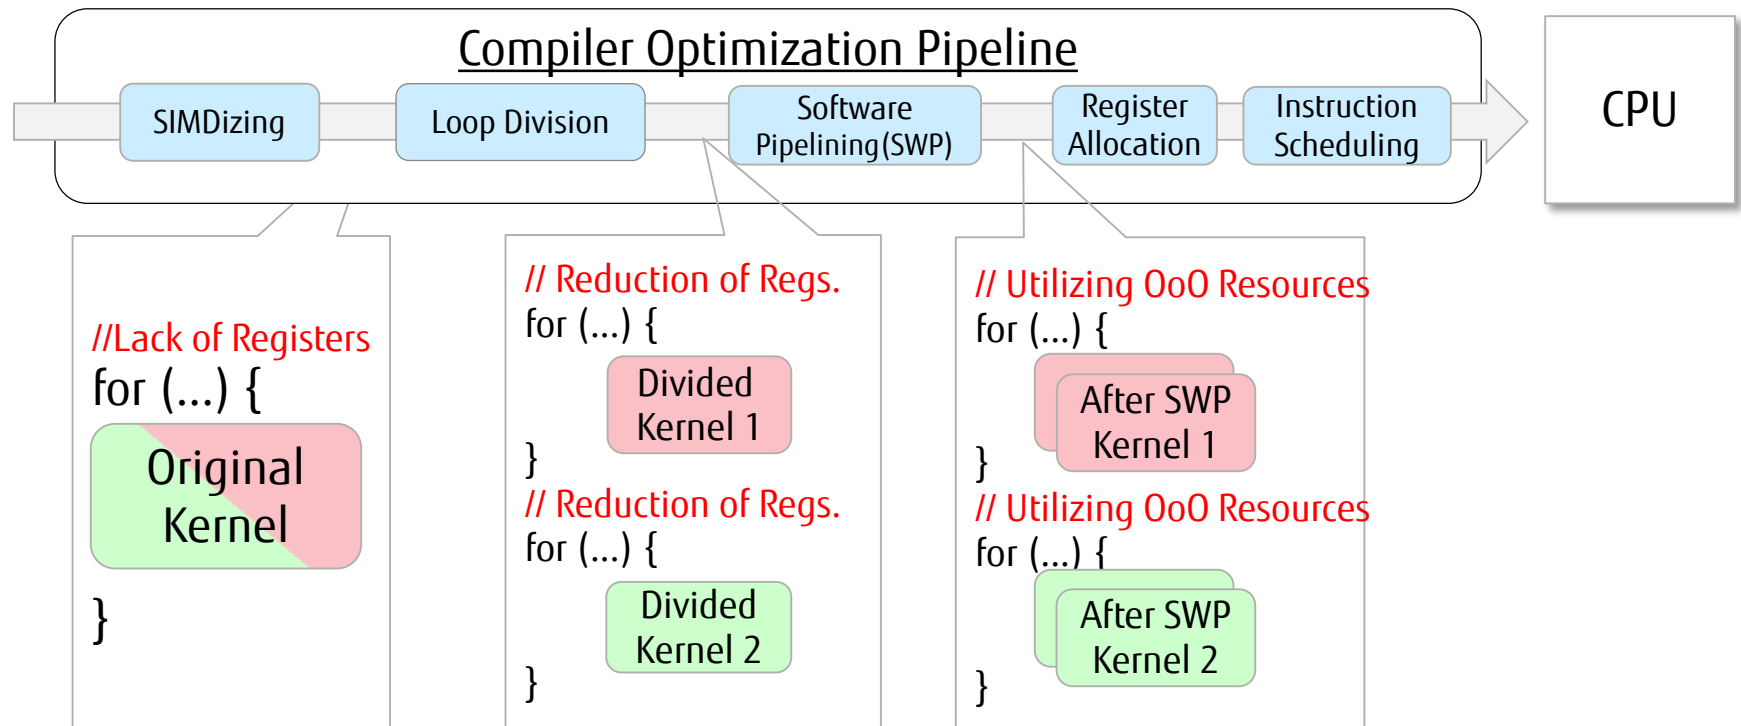 Compiler Optimization Pipeline
SIMDizing
Loop Division
Software
Pipelining(SWP)
Register
Allocation
Instruction
Scheduling
CPU
//Lack of Registers
for (...) {
Original
Kernel
}
// Reduction of Regs.
for (...) {
Divided
Kernel 1
}
// Reduction of Regs.
for (...) {
Divided
Kernel 2
}
// Utilizing OoO Resources
for (...) {
After SWP
Kernel 1
}
// Utilizing OoO Resources
for (...) {
After SWP
Kernel 2
}